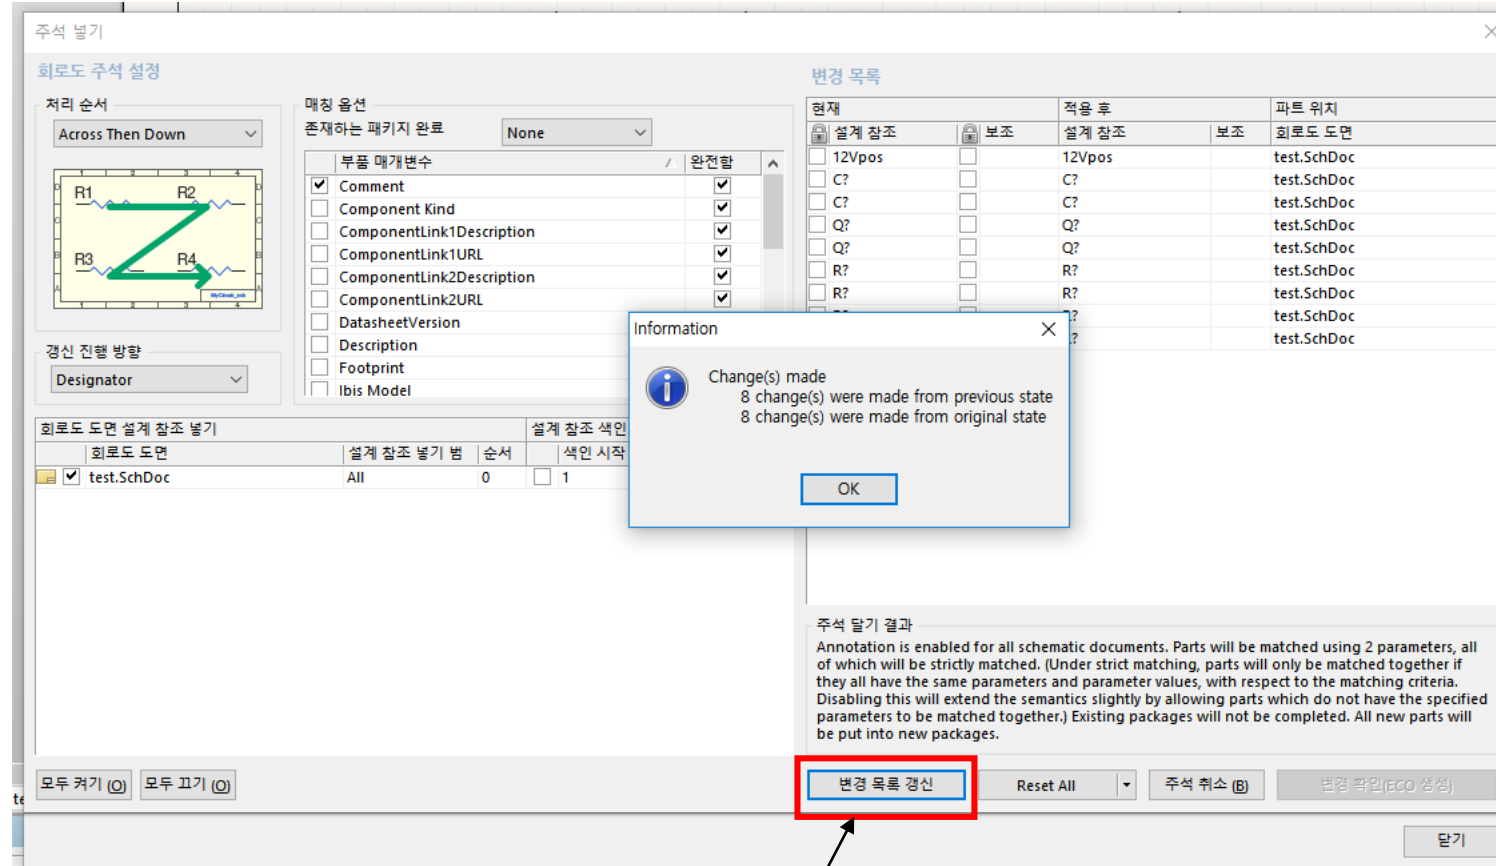 주석 넣기
회로도 주석 설정
처리 순서
Across Then Down
R1 R2
R3 R4
갱신 진행 방향
Designator
매칭 옵션
존재하는 패키지 완료 None
부품 매개변수 완전함
Comment
Component Kind
ComponentLink1Description
ComponentLink1URL
ComponentLink2Description
ComponentLink2URL
DatasheetVersion
Description
Footprint
Ibis Model
회로도 도면 설계 참조 넣기 설계 참조 색인
회로도 도면 설계 참조 넣기 범 순서 색인 시작
test.SchDoc All 0 1
변경 목록
현재 적용 후 파트 위치
설계 참조 보조 설계 참조 보조 회로도 도면
12Vpos 12Vpos test.SchDoc
C? C? test.SchDoc
C? C? test.SchDoc
Q? Q? test.SchDoc
Q? Q? test.SchDoc
R? R? test.SchDoc
R? R? test.SchDoc
test.SchDoc
test.SchDoc
Information
Change(s) made
8 change(s) were made from previous state
8 change(s) were made from original state
OK
주석 달기 결과
Annotation is enabled for all schematic documents. Parts will be matched using 2 parameters, all
of which will be strictly matched. (Under strict matching, parts will only be matched together if
they all have the same parameters and parameter values, with respect to the matching criteria.
Disabling this will extend the semantics slightly by allowing parts which do not have the specified
parameters to be matched together.) Existing packages will not be completed. All new parts will
be put into new packages.
모두 켜기 (O) 모두 끄기 (O) 변경 목록 갱신 Reset All 주석 취소 (B) 변경 확인(ECO 생성)
닫기